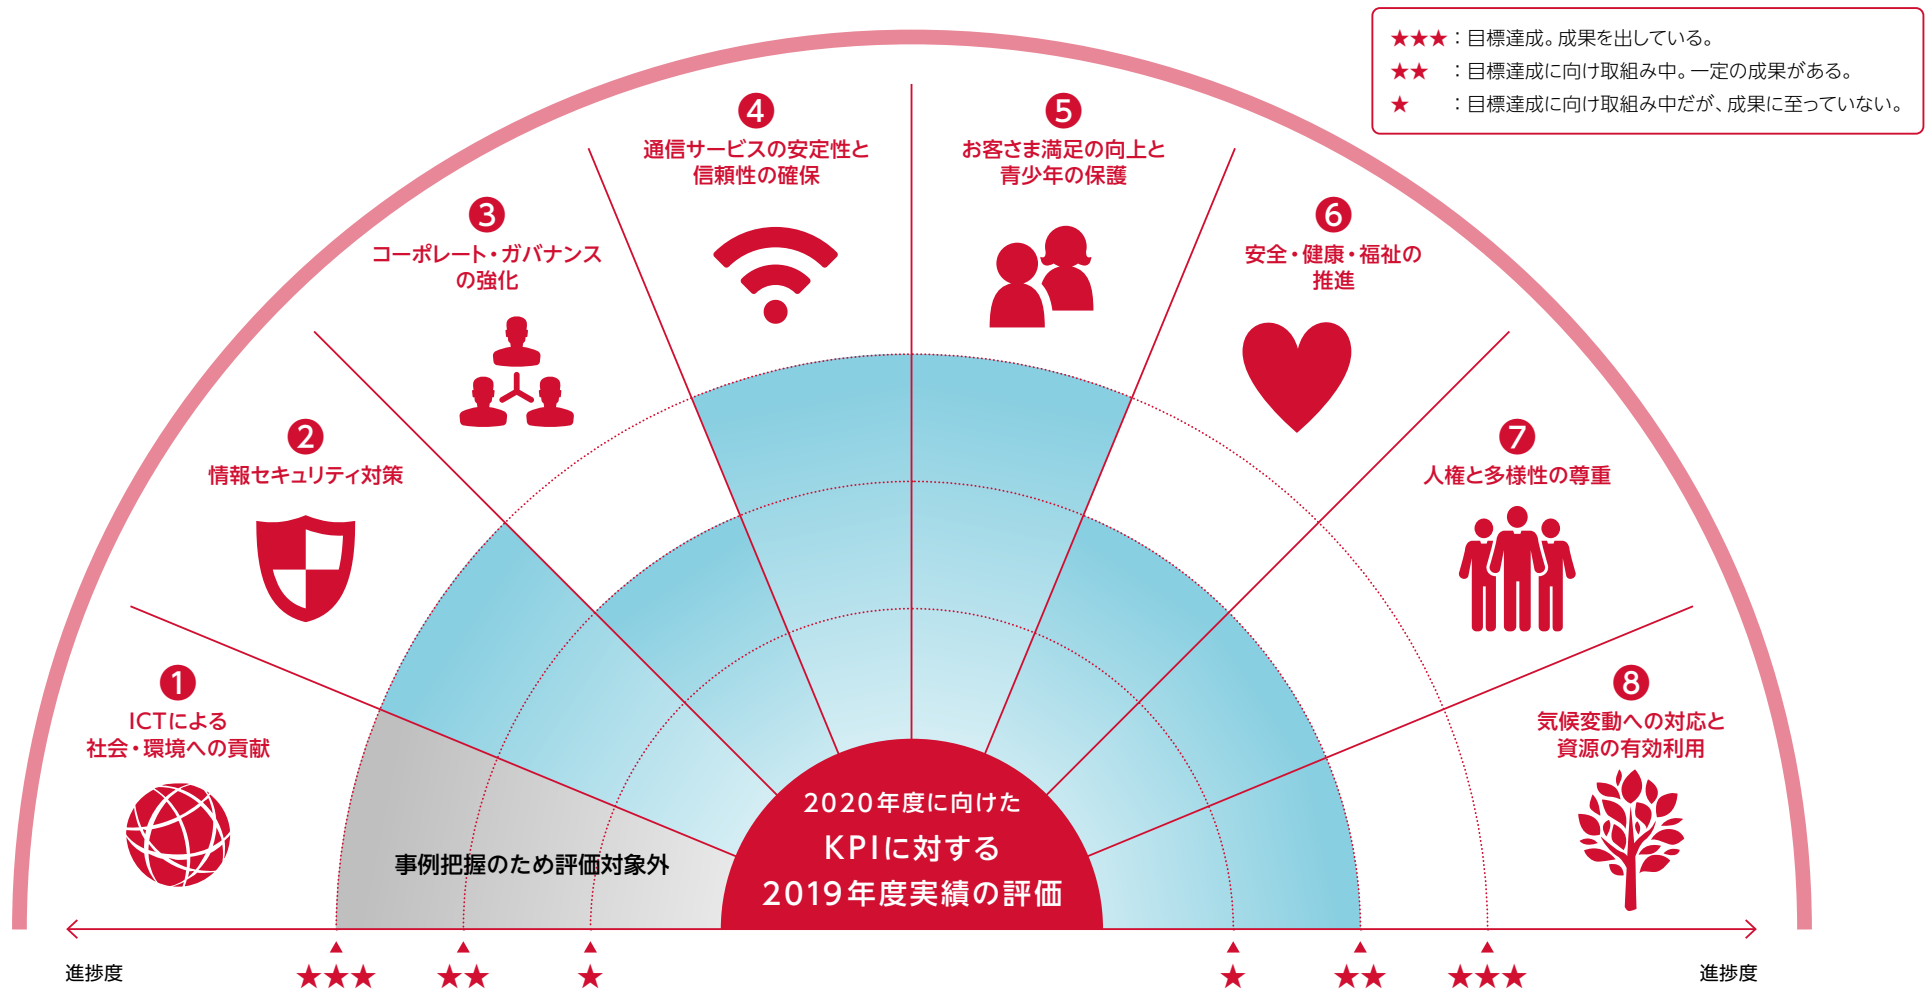 ★★★：目標達成。成果を出している。
★★：目標達成に向け取組み中。一定の成果がある。
★：目標達成に向け取組み中だが、成果に至っていない。
1
ICTによる
社会・環境への貢献
2
情報セキュリティ対策
3
コーポレート・ガバナンス
の強化
4
通信サービスの安定性と
信頼性の確保
5
お客さま満足の向上と
青少年の保護
6
安全・健康・福祉の
推進
7
人権と多様性の尊重
8
気候変動への対応と
資源の有効利用
事例把握のため評価対象外
2020年度に向けた
KPIに対する
2019年度実績の評価
進捗度
★★★
★★
★
★
★★
★★★
進捗度